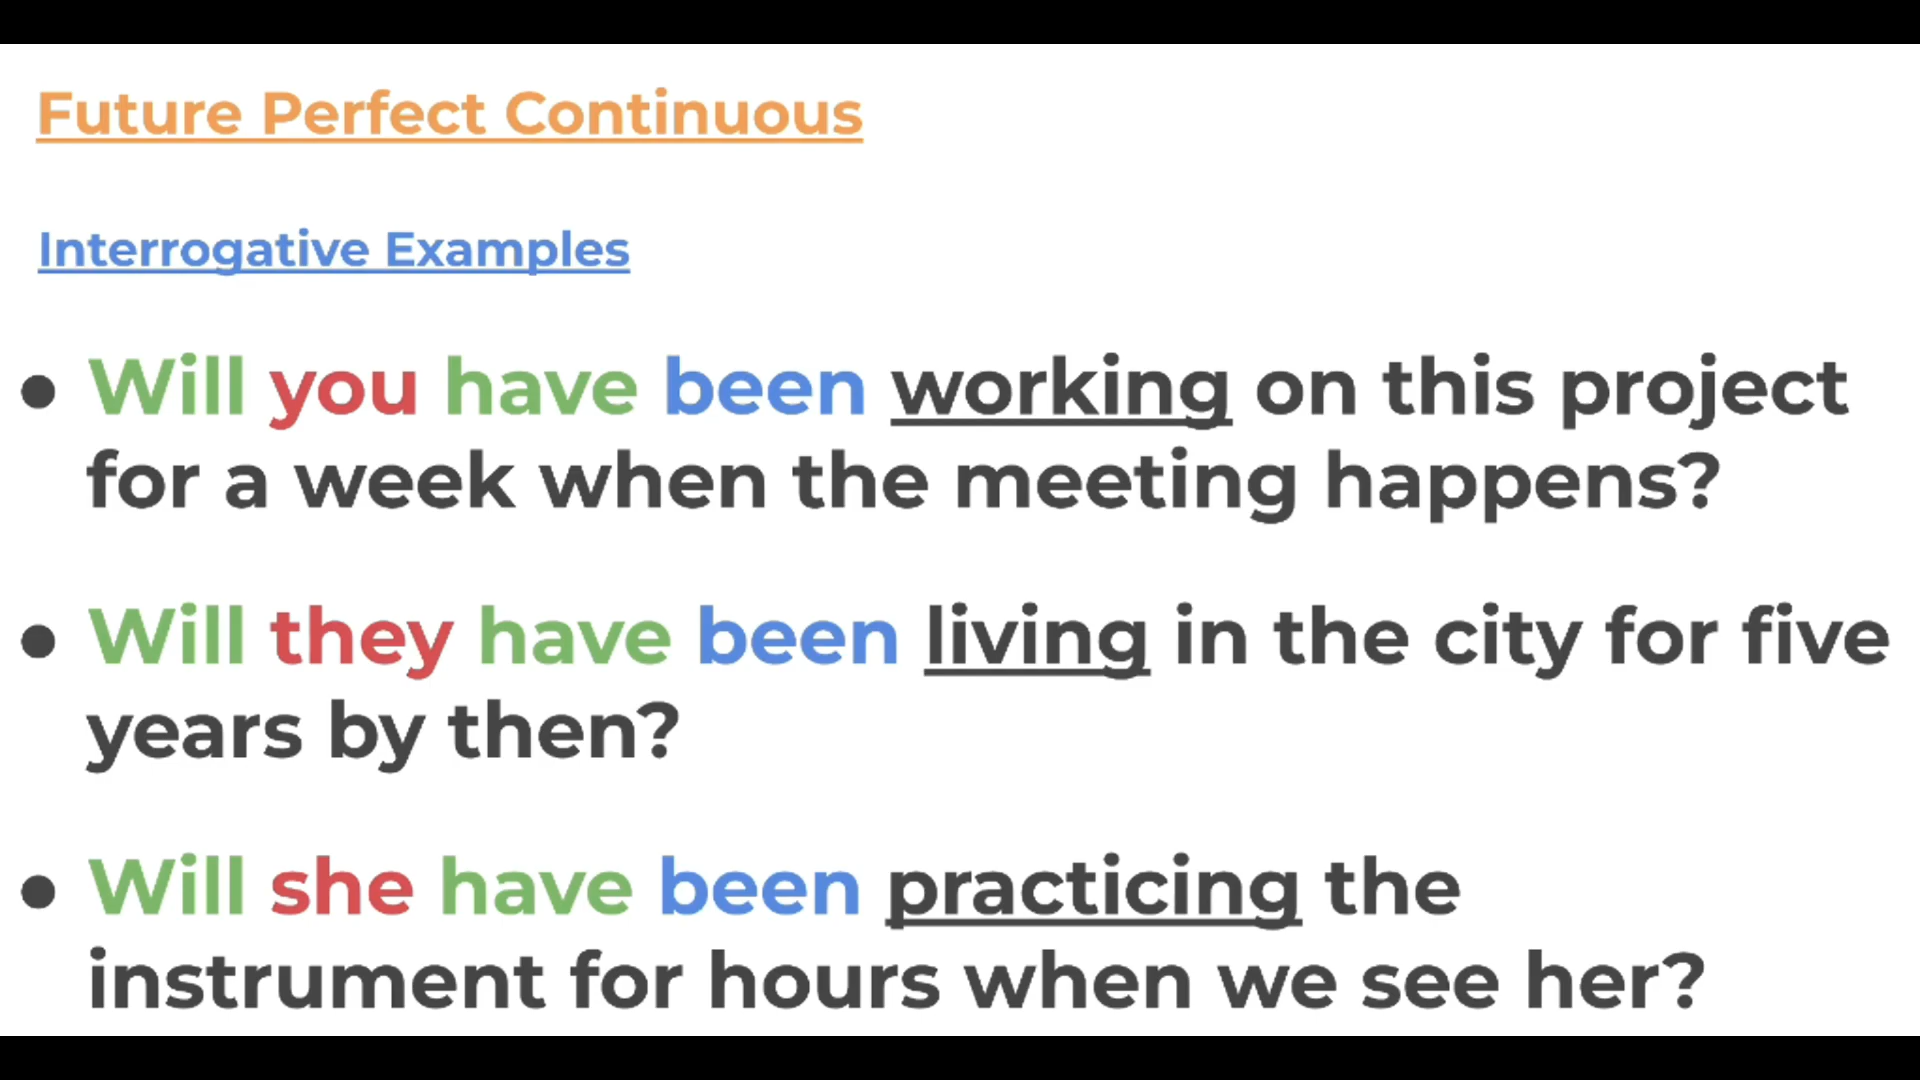 Future Perfect Continuous
Interrogative Examples
● Will you have been working on this project
for a week when the meeting happens?
● Will they have been living in the city for five
years by then?
● Will she have been practicing the
instrument for hours when we see her?